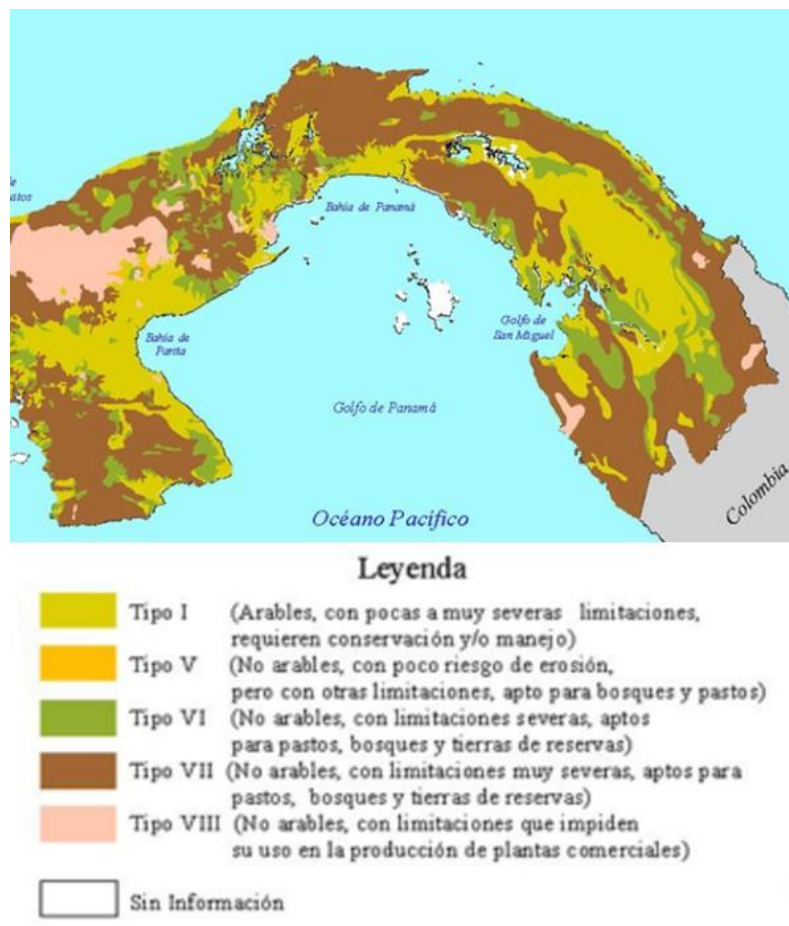 Bahía de Panamá
Golfo de
San Miguel
Bahía de
Parita
Golfo de Panamá
Océano Pacífico
Colombia
Leyenda
Tipo I (Arables, con pocas a muy severas limitaciones,
requieren conservación y/o manejo)
Tipo V (No arables, con poco riesgo de erosión,
pero con otras limitaciones, apto para bosques y pastos)
Tipo VI (No arables, con limitaciones severas, aptos
para pastos, bosques y tierras de reservas)
Tipo VII (No arables, con limitaciones muy severas, aptos para
pastos, bosques y tierras de reservas)
Tipo VIII (No arables, con limitaciones que impiden
su uso en la producción de plantas comerciales)
Sin Información